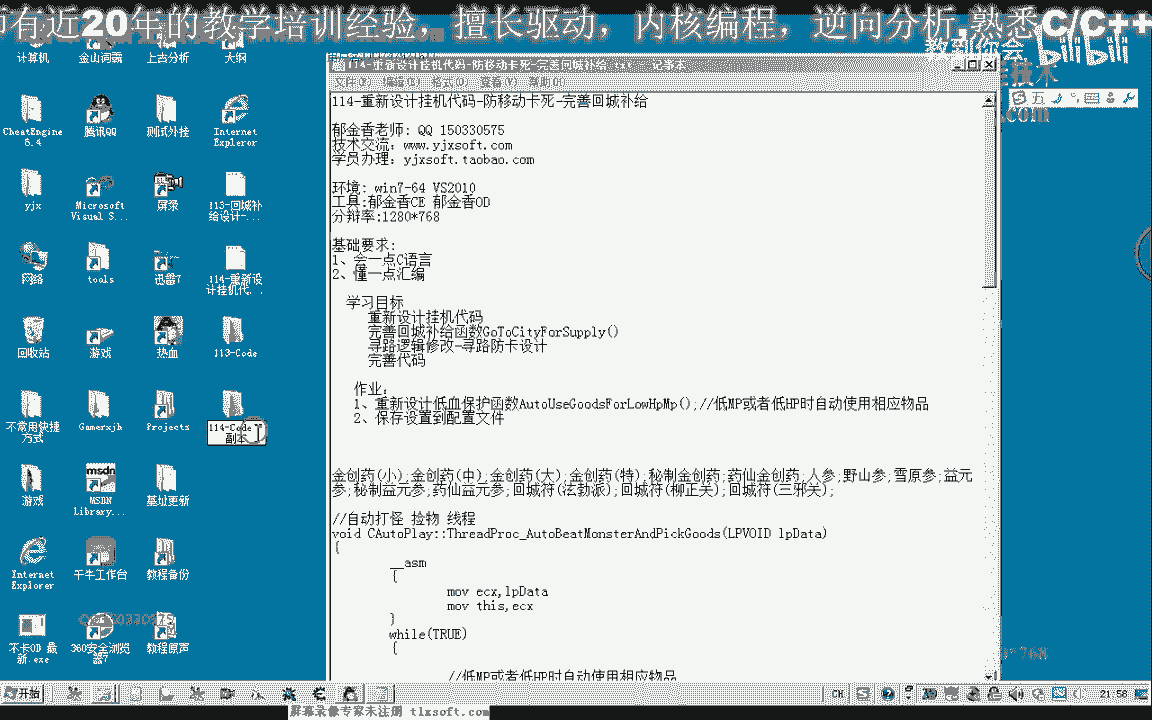 有近20年的教学培训经验，擅长驱动，内核编程，逆向分析,熟悉C/C++
教到你会
bilibili
技术
.com
计算机
金山词霸
上古分析
大纲
114-重新设计挂机代码-防移动卡死-完善回城补给.txt - 记事本
文件(F) 编辑(E) 格式(O) 查看(V) 帮助(H)
CheatEngine 6.4
腾讯QQ
测式外挂
Internet Explorer
yjx
Microsoft Visual S...
屏录
113-回城补给设计-...
网络
tools
迅雷7
114-重新设计挂机代...
回收站
游戏
热血
113-Code
不常用快捷方式
Gamerxjh
Projects
114-Code
副本
游戏
MSDN Library...
基址更新
Internet Explorer
千牛工作台
教程备份
不卡OD 最新.exe
360安全浏览器7
教程原声
114-重新设计挂机代码-防移动卡死-完善回城补给
郁金香老师: QQ 150330575
技术交流: www.yjxsoft.com
学员办理: yjxsoft.taobao.com
环境: win7-64 VS2010
工具:郁金香CE 郁金香OD
分辩率:1280*768
基础要求:
1、会一点C语言
2、懂一点汇编
学习目标
重新设计挂机代码
完善回城补给函数GoToCityForSupply()
寻路逻辑修改-寻路防卡设计
完善代码
作业:
1、重新设计低血保护函数AutoUseGoodsForLowHpMp();//低MP或者低HP时自动使用相应物品
2、保存设置到配置文件
金创药(小);金创药(中);金创药(大);金创药(特);秘制金创药;药仙金创药;人参;野山参;雪原参;益元
参;秘制益元参;药仙益元参;回城符(泫勃派);回城符(柳正关);回城符(三邪关);
//自动打怪 捡物 线程
void CAutoPlay::ThreadProc_AutoBeatMonsterAndPickGoods(LPVOID lpData)
{
__asm
{
mov ecx,lpData
mov this,ecx
}
while(TRUE)
{
//低MP或者低HP时自动使用相应物品
开始
CH
21:58
屏幕录像专家未注册 tlxsoft.com